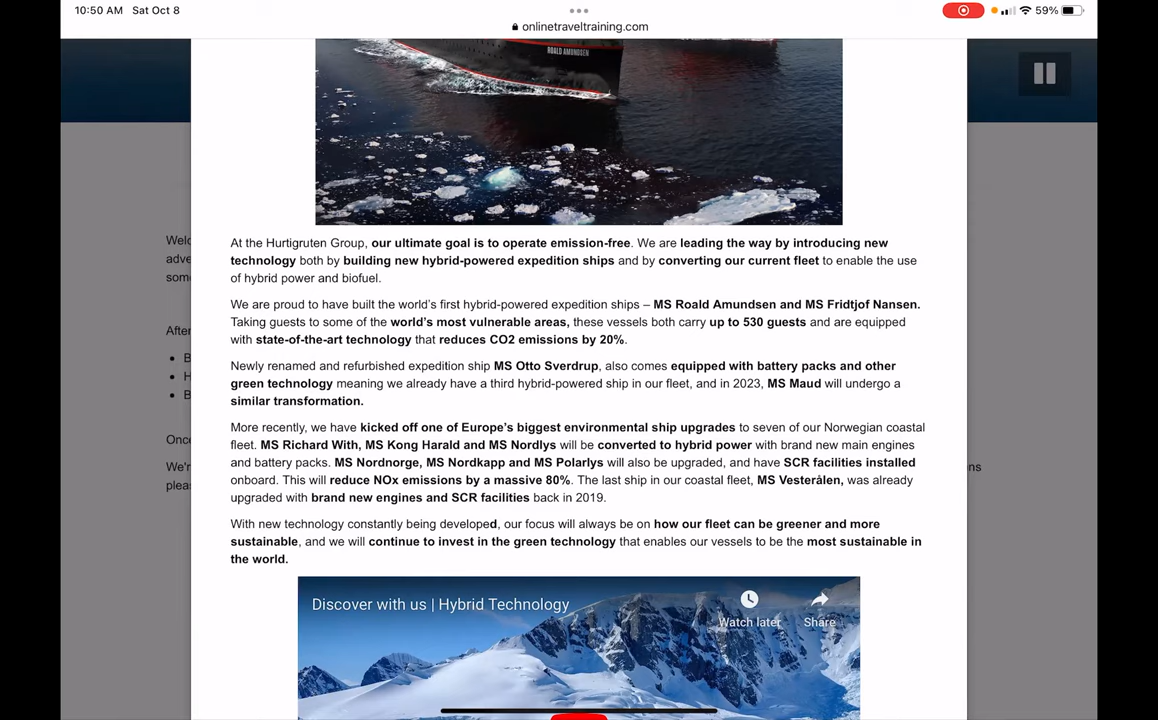 10:50 AM Sat Oct 8
59%
onlinetraveltraining.com
ROALD AMUNDSEN
At the Hurtigruten Group, our ultimate goal is to operate emission-free. We are leading the way by introducing new
technology both by building new hybrid-powered expedition ships and by converting our current fleet to enable the use
of hybrid power and biofuel.
We are proud to have built the world's first hybrid-powered expedition ships – MS Roald Amundsen and MS Fridtjof Nansen.
Taking guests to some of the world's most vulnerable areas, these vessels both carry up to 530 guests and are equipped
with state-of-the-art technology that reduces CO2 emissions by 20%.
Newly renamed and refurbished expedition ship MS Otto Sverdrup, also comes equipped with battery packs and other
green technology meaning we already have a third hybrid-powered ship in our fleet, and in 2023, MS Maud will undergo a
similar transformation.
More recently, we have kicked off one of Europe's biggest environmental ship upgrades to seven of our Norwegian coastal
fleet. MS Richard With, MS Kong Harald and MS Nordlys will be converted to hybrid power with brand new main engines
and battery packs. MS Nordnorge, MS Nordkapp and MS Polarlys will also be upgraded, and have SCR facilities installed
onboard. This will reduce NOx emissions by a massive 80%. The last ship in our coastal fleet, MS Vesterålen, was already
upgraded with brand new engines and SCR facilities back in 2019.
With new technology constantly being developed, our focus will always be on how our fleet can be greener and more
sustainable, and we will continue to invest in the green technology that enables our vessels to be the most sustainable in
the world.
Discover with us | Hybrid Technology
Watch later
Share
Welc
adve
som
After
B
H
B
Once
We're
ns
plea